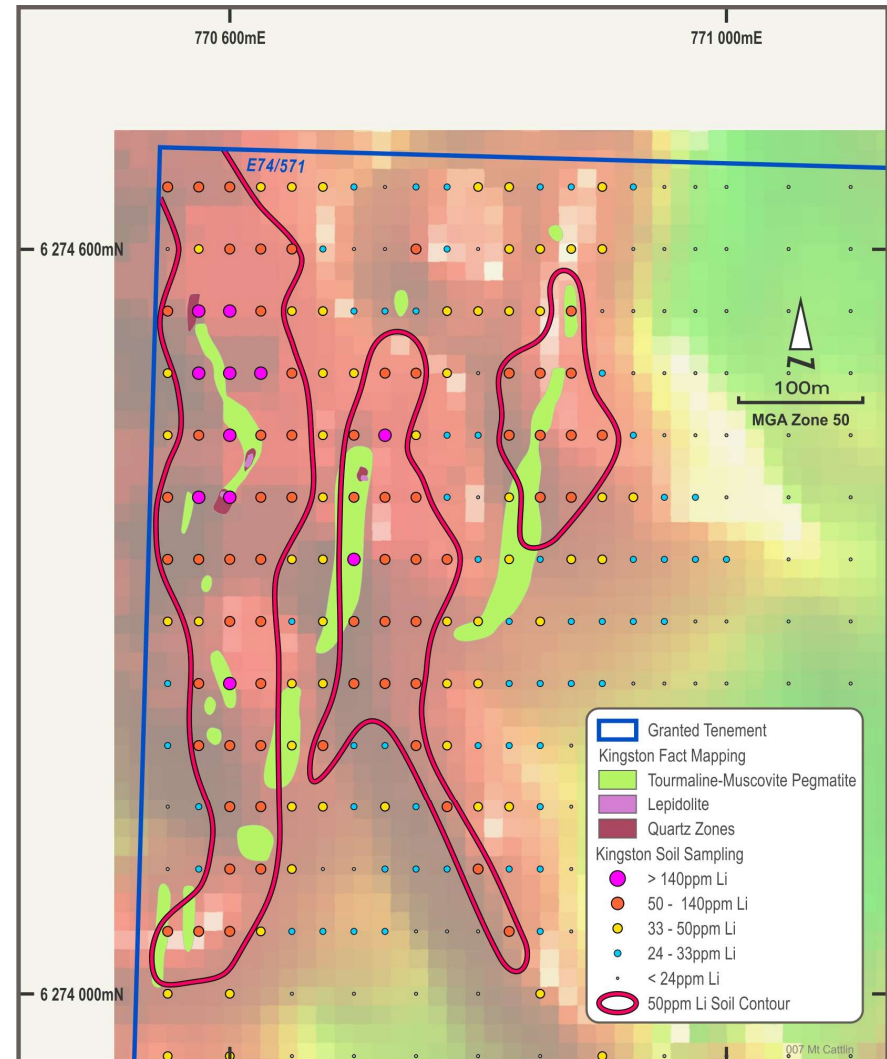 770 600mE
771 000mE
E74/571
6 274 600mN
N
100m
MGA Zone 50
Granted Tenement
Kingston Fact Mapping
Tourmaline-Muscovite Pegmatite
Lepidolite
Quartz Zones
Kingston Soil Sampling
> 140ppm Li
50 - 140ppm Li
33 - 50ppm Li
24 - 33ppm Li
< 24ppm Li
50ppm Li Soil Contour
6 274 000mN
007 Mt Cattlin